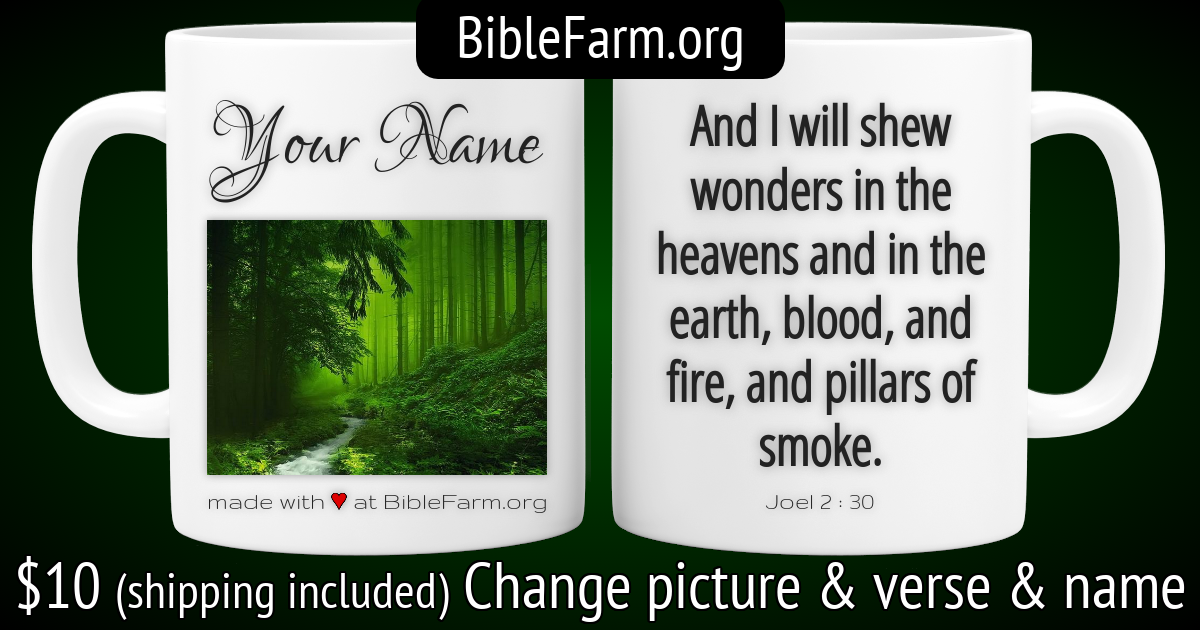 BibleFarm.org
Your Name
made with ♥ at BibleFarm.org
And I will shew
wonders in the
heavens and in the
earth, blood, and
fire, and pillars of
smoke.
Joel 2 : 30
$10 (shipping included) Change picture & verse & name